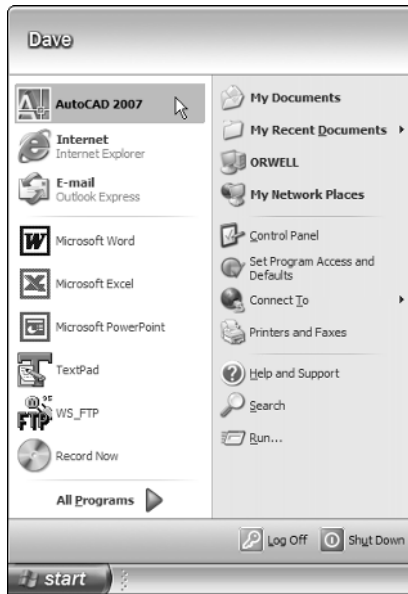 Dave
AutoCAD 2007
Internet
Internet Explorer
E-mail
Outlook Express
Microsoft Word
Microsoft Excel
Microsoft PowerPoint
TextPad
95
FTP
WS_FTP
Record Now
All Programs
My Documents
My Recent Documents
ORWELL
My Network Places
Control Panel
Set Program Access and
Defaults
Connect To
Printers and Faxes
Help and Support
Search
Run...
Log Off
Shut Down
start